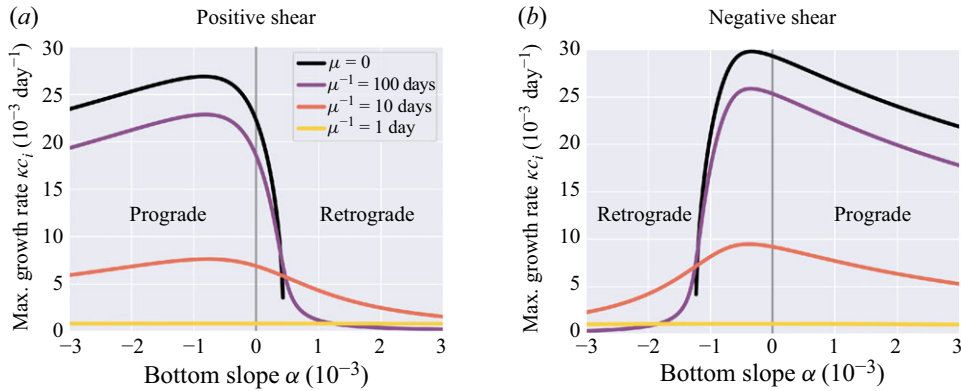 (a)
Positive shear
Max. growth rate κc_i (10⁻³ day⁻¹)
30
25
20
15
10
5
0
μ = 0
μ⁻¹ = 100 days
μ⁻¹ = 10 days
μ⁻¹ = 1 day
Prograde
Retrograde
−3
−2
−1
0
1
2
3
Bottom slope α (10⁻³)
(b)
Negative shear
Max. growth rate κc_i (10⁻³ day⁻¹)
30
25
20
15
10
5
0
Retrograde
Prograde
−3
−2
−1
0
1
2
3
Bottom slope α (10⁻³)